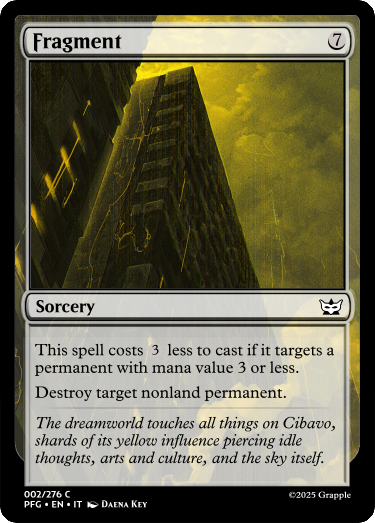 Fragment 7
Sorcery
This spell costs 3 less to cast if it targets a
permanent with mana value 3 or less.
Destroy target nonland permanent.
The dreamworld touches all things on Cibavo,
shards of its yellow influence piercing idle
thoughts, arts and culture, and the sky itself.
002/276 C
PFG • EN • IT Daena Key
©2025 Grapple